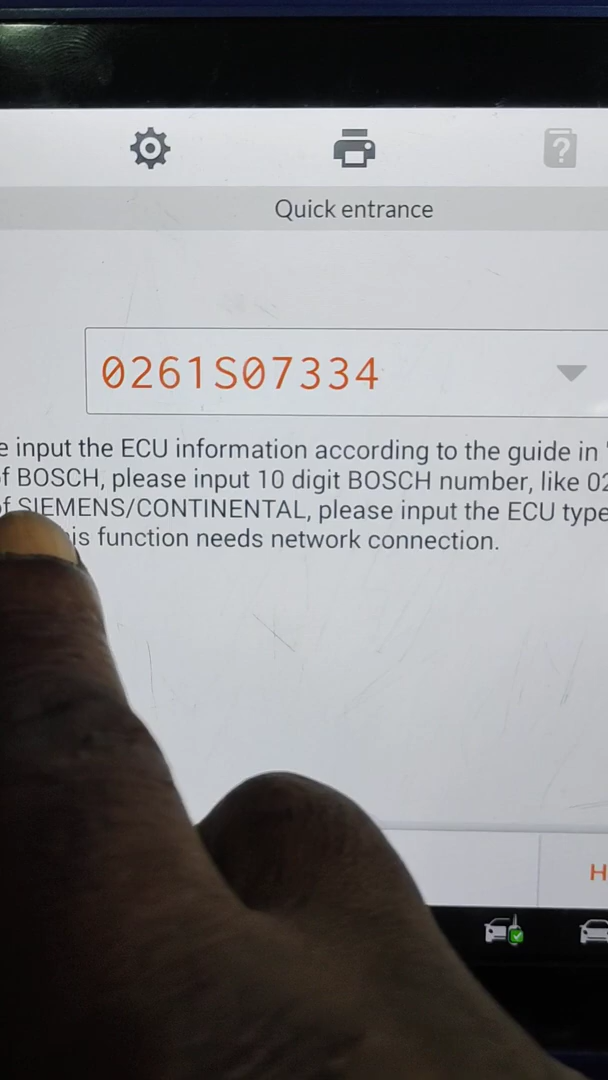 Quick entrance
0261S07334
input the ECU information according to the guide in
BOSCH, please input 10 digit BOSCH number, like 02
SIEMENS/CONTINENTAL, please input the ECU type
function needs network connection.
H